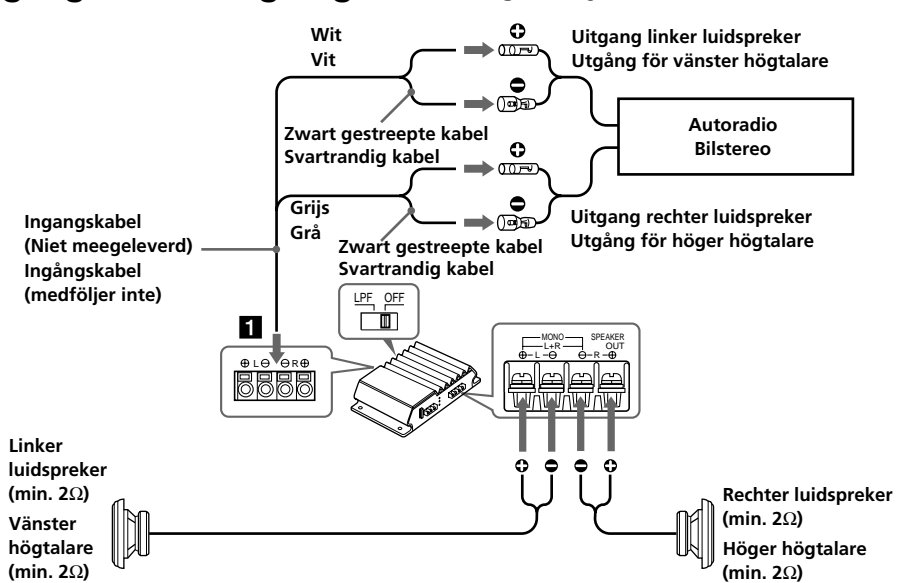 Wit
Vit
Uitgang linker luidspreker
Utgång för vänster högtalare
Zwart gestreepte kabel
Svartrandig kabel
Autoradio
Bilstereo
Ingangskabel
(Niet meegeleverd)
Ingångskabel
(medföljer inte)
Grijs
Grå
Zwart gestreepte kabel
Svartrandig kabel
Uitgang rechter luidspreker
Utgång för höger högtalare
LPF OFF
1
⊕ L ⊖ ⊖ R ⊕
MONO
L+R
SPEAKER
OUT
⊕ – L – ⊖ ⊖ – R – ⊕
Linker
luidspreker
(min. 2Ω)
Vänster
högtalare
(min. 2Ω)
Rechter luidspreker
(min. 2Ω)
Höger högtalare
(min. 2Ω)